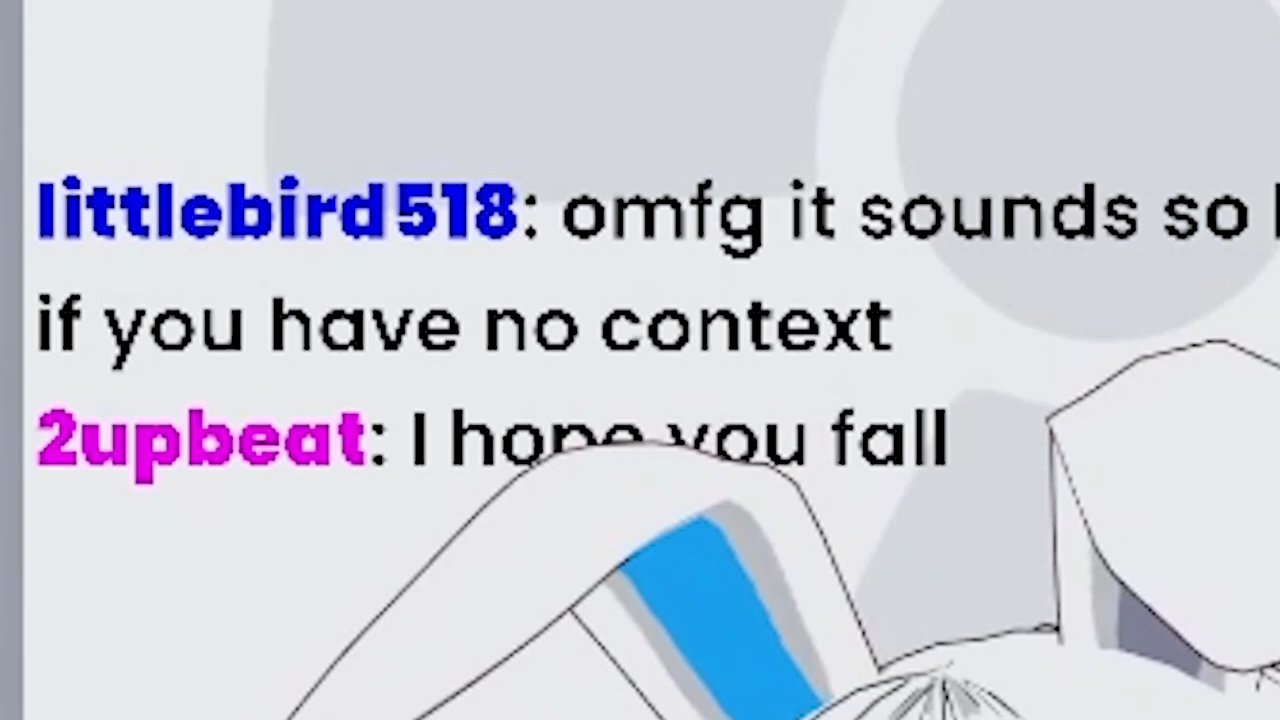 littlebird518: omfg it sounds so
if you have no context
2upbeat: I hope you fall